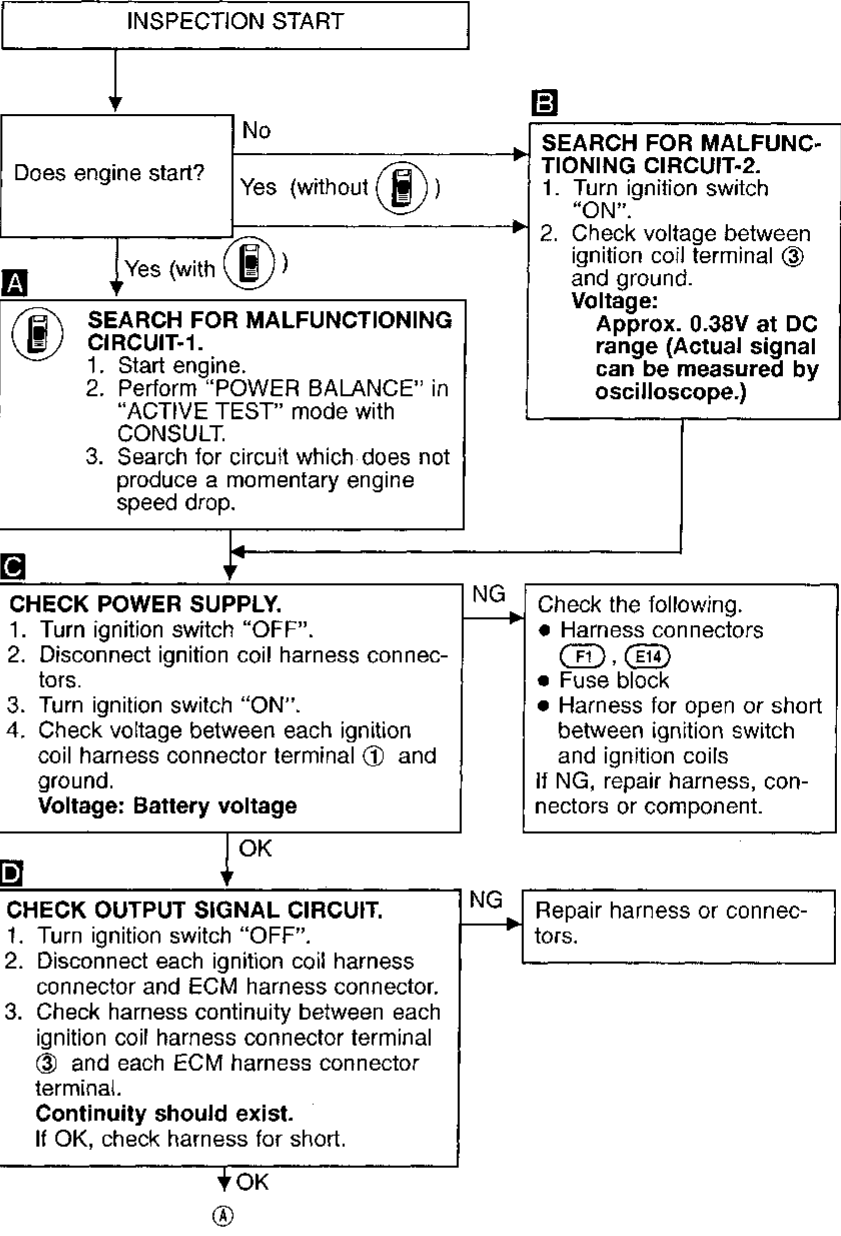 INSPECTION START
Does engine start?
No
Yes (without )
Yes (with )
B
SEARCH FOR MALFUNC-
TIONING CIRCUIT-2.
1. Turn ignition switch
"ON".
2. Check voltage between
ignition coil terminal ③
and ground.
Voltage:
Approx. 0.38V at DC
range (Actual signal
can be measured by
oscilloscope.)
A
SEARCH FOR MALFUNCTIONING
CIRCUIT-1.
1. Start engine.
2. Perform "POWER BALANCE" in
"ACTIVE TEST" mode with
CONSULT.
3. Search for circuit which does not
produce a momentary engine
speed drop.
C
CHECK POWER SUPPLY.
1. Turn ignition switch "OFF".
2. Disconnect ignition coil harness connec-
tors.
3. Turn ignition switch "ON".
4. Check voltage between each ignition
coil harness connector terminal ① and
ground.
Voltage: Battery voltage
NG
Check the following.
● Harness connectors
F1 , E14
● Fuse block
● Harness for open or short
between ignition switch
and ignition coils
If NG, repair harness, con-
nectors or component.
OK
D
CHECK OUTPUT SIGNAL CIRCUIT.
1. Turn ignition switch "OFF".
2. Disconnect each ignition coil harness
connector and ECM harness connector.
3. Check harness continuity between each
ignition coil harness connector terminal
③ and each ECM harness connector
terminal.
Continuity should exist.
If OK, check harness for short.
NG
Repair harness or connec-
tors.
OK
Ⓐ